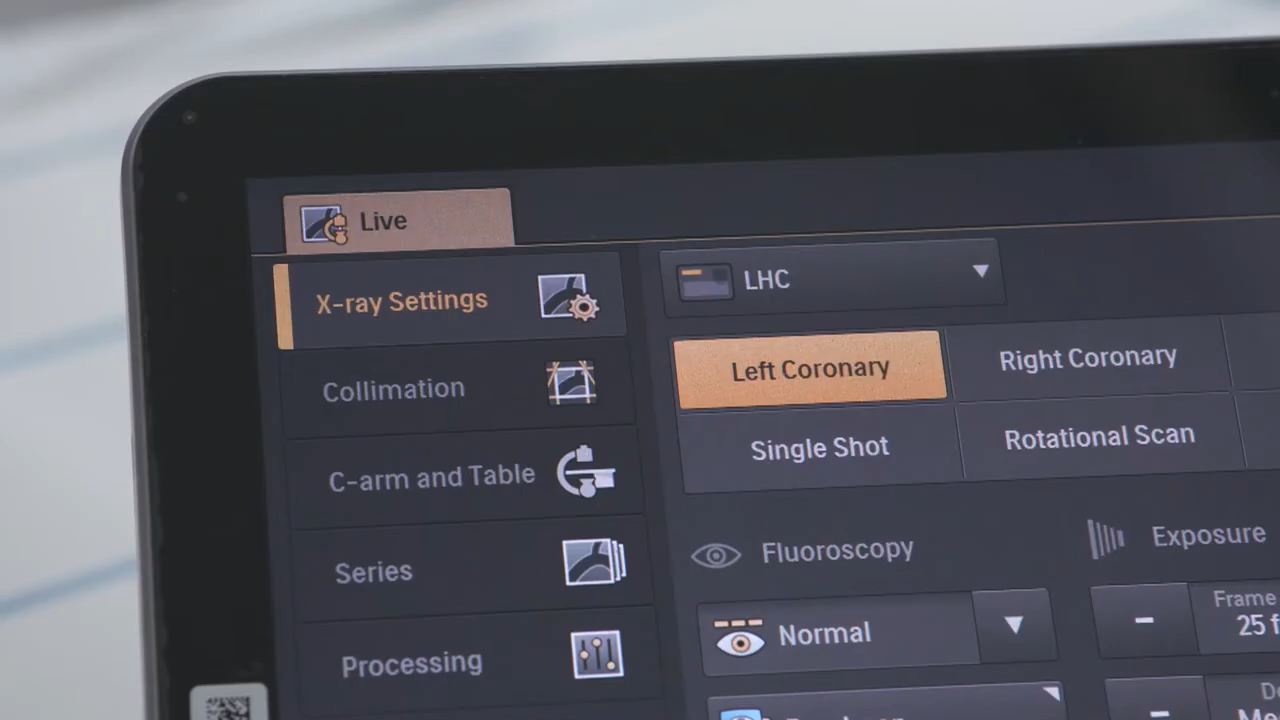 Live
X-ray Settings
LHC
Left Coronary
Right Coronary
Collimation
Single Shot
Rotational Scan
C-arm and Table
Fluoroscopy
Exposure
Series
Normal
Frame
25 f
Processing